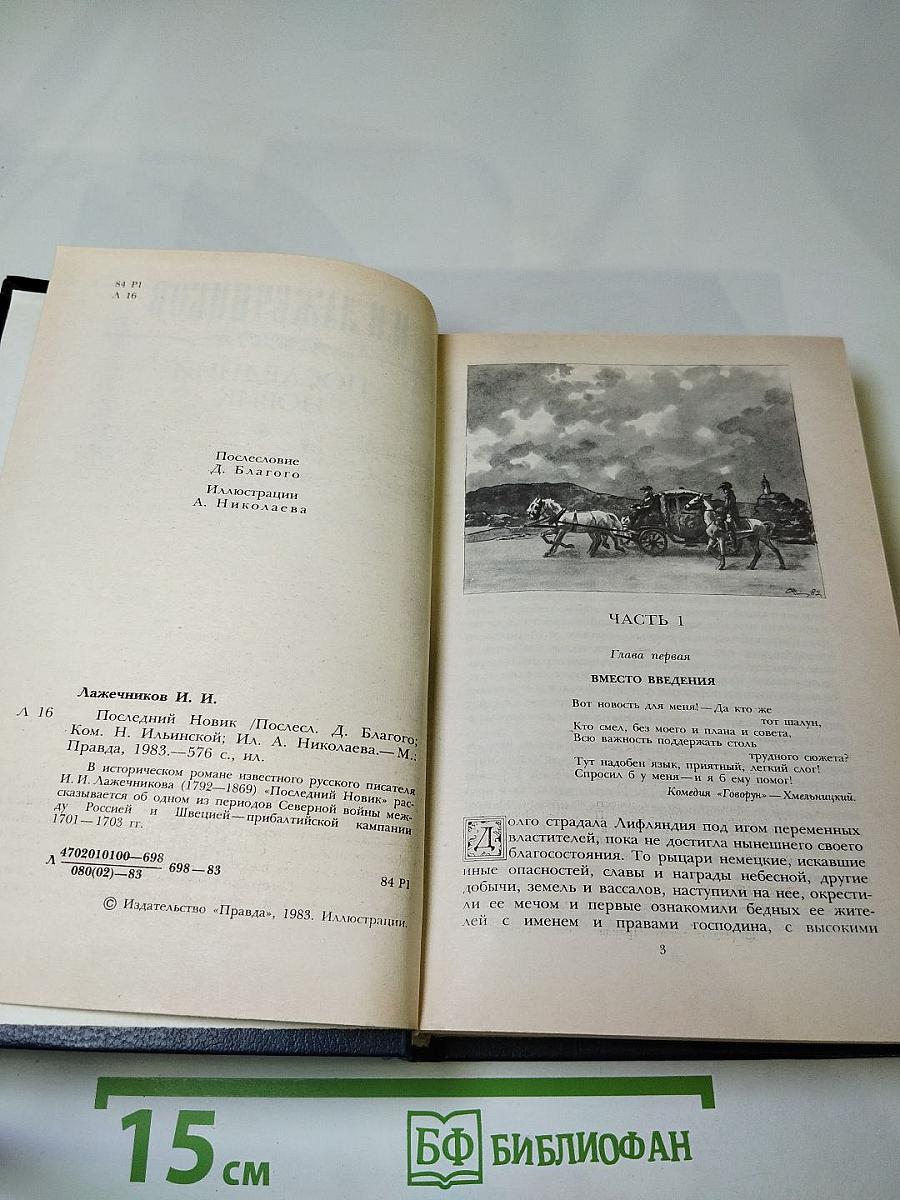 84 Р1
Л 16
Послесловие
Д. Благого
Иллюстрации
А. Николаева
Лажечников И. И.
Л 16 Последний Новик /Послесл. Д. Благого;
Ком. Н. Ильинской; Ил. А. Николаева.— М.:
Правда, 1983.—576 с., ил.
В историческом романе известного русского писателя
И. И. Лажечникова (1792—1869) «Последний Новик» рас-
сказывается об одном из периодов Северной войны меж-
ду Россией и Швецией — прибалтийской кампании
1701—1703 гг.
Л 4702010100—698
080(02)—83
698—83
84 Р1
© Издательство «Правда», 1983. Иллюстрации.
82
ЧАСТЬ 1
Глава первая
ВМЕСТО ВВЕДЕНИЯ
Вот новость для меня! — Да кто же
тот шалун,
Кто смел, без моего и плана и совета,
Всю важность поддержать столь
трудного сюжета?
Тут надобен язык, приятный, легкий слог!
Спросил б у меня — и я б ему помог!
Комедия «Говорун» — Хмельницкий.
Долго страдала Лифляндия под игом переменных
властителей, пока не достигла нынешнего своего
благосостояния. То рыцари немецкие, искавшие
иные опасностей, славы и награды небесной, другие
добычи, земель и вассалов, наступили на нее, окрести-
ли ее мечом и первые ознакомили бедных ее жите-
лей с именем и правами господина, с высокими
3
15 см
БФ БИБЛИОФАН